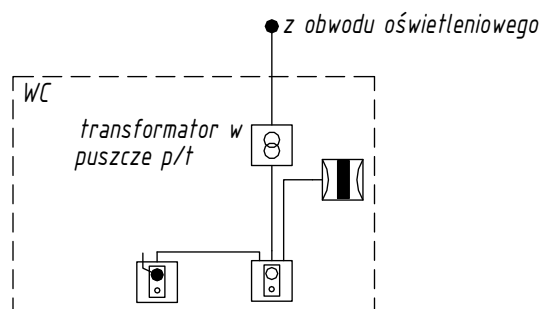 z obwodu oświetleniowego
WC
transformator w
puszcze p/t